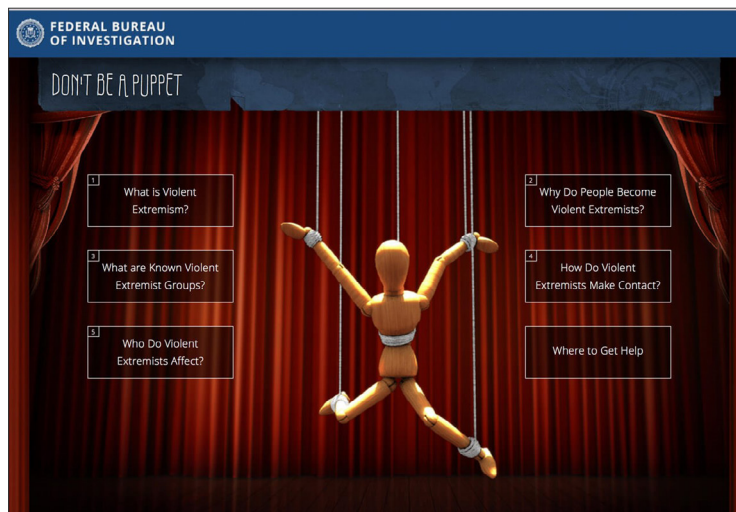 FEDERAL BUREAU
OF INVESTIGATION
DON'T BE A PUPPET
1
What is Violent
Extremism?
2
Why Do People Become
Violent Extremists?
3
What are Known Violent
Extremist Groups?
4
How Do Violent
Extremists Make Contact?
5
Who Do Violent
Extremists Affect?
Where to Get Help